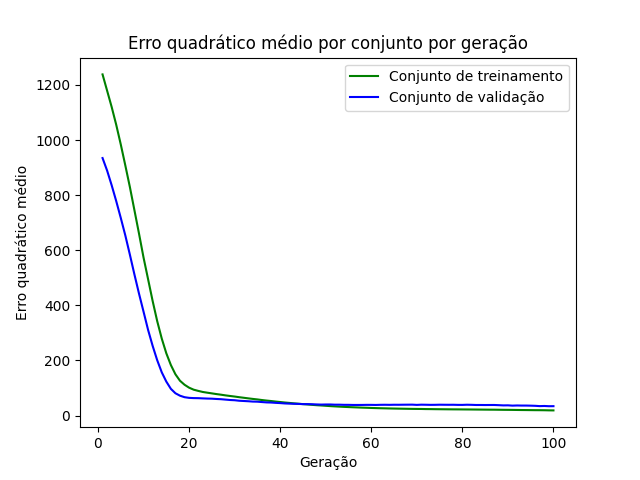 Erro quadrático médio por conjunto por geração
Conjunto de treinamento
Conjunto de validação
Erro quadrático médio
1200
1000
800
600
400
200
0
0 20 40 60 80 100
Geração